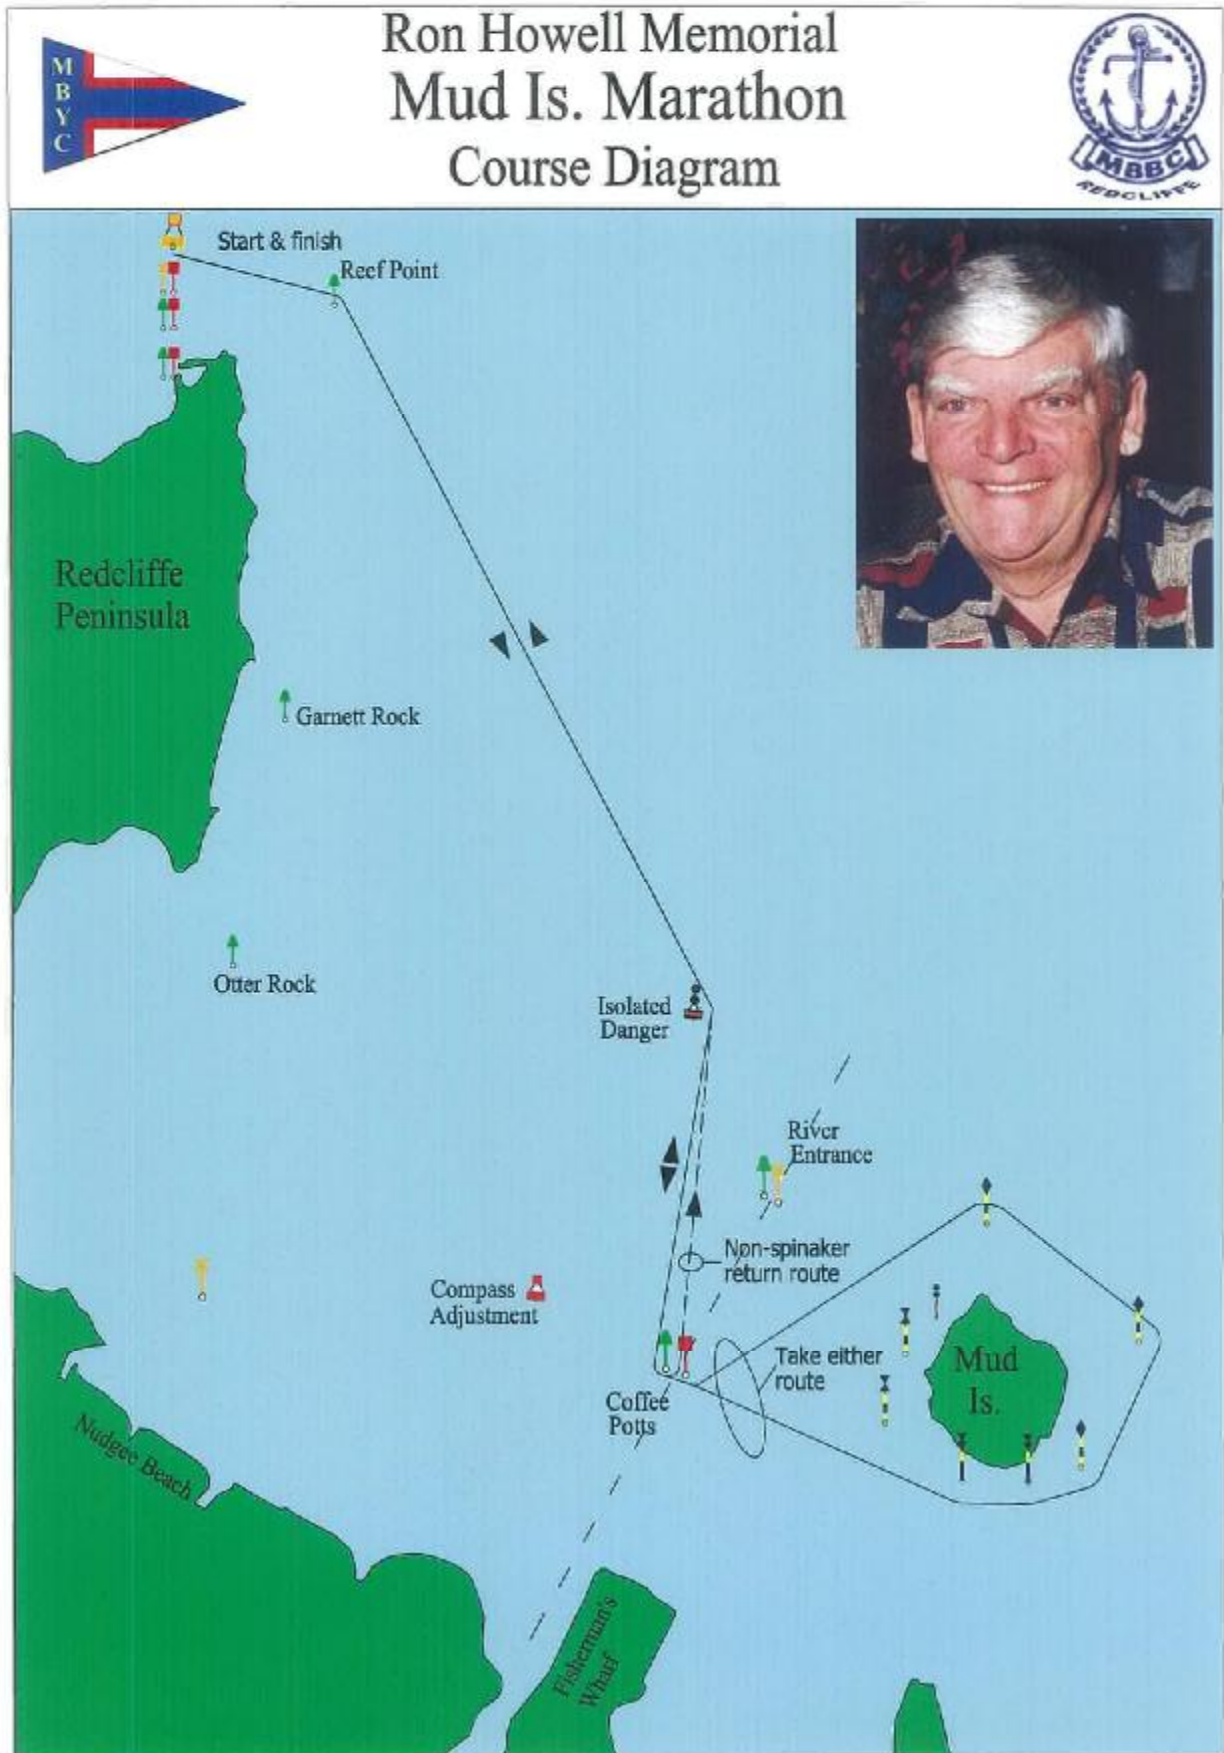 MBYC
Ron Howell Memorial
Mud Is. Marathon
Course Diagram
MBBC
REDCLIFFE
Start & finish
Reef Point
Redcliffe
Peninsula
Garnett Rock
Otter Rock
Isolated
Danger
River
Entrance
Non-spinaker
return route
Compass
Adjustment
Take either
route
Mud
Is.
Coffee
Potts
Nudgee Beach
Fisherman's
Wharf